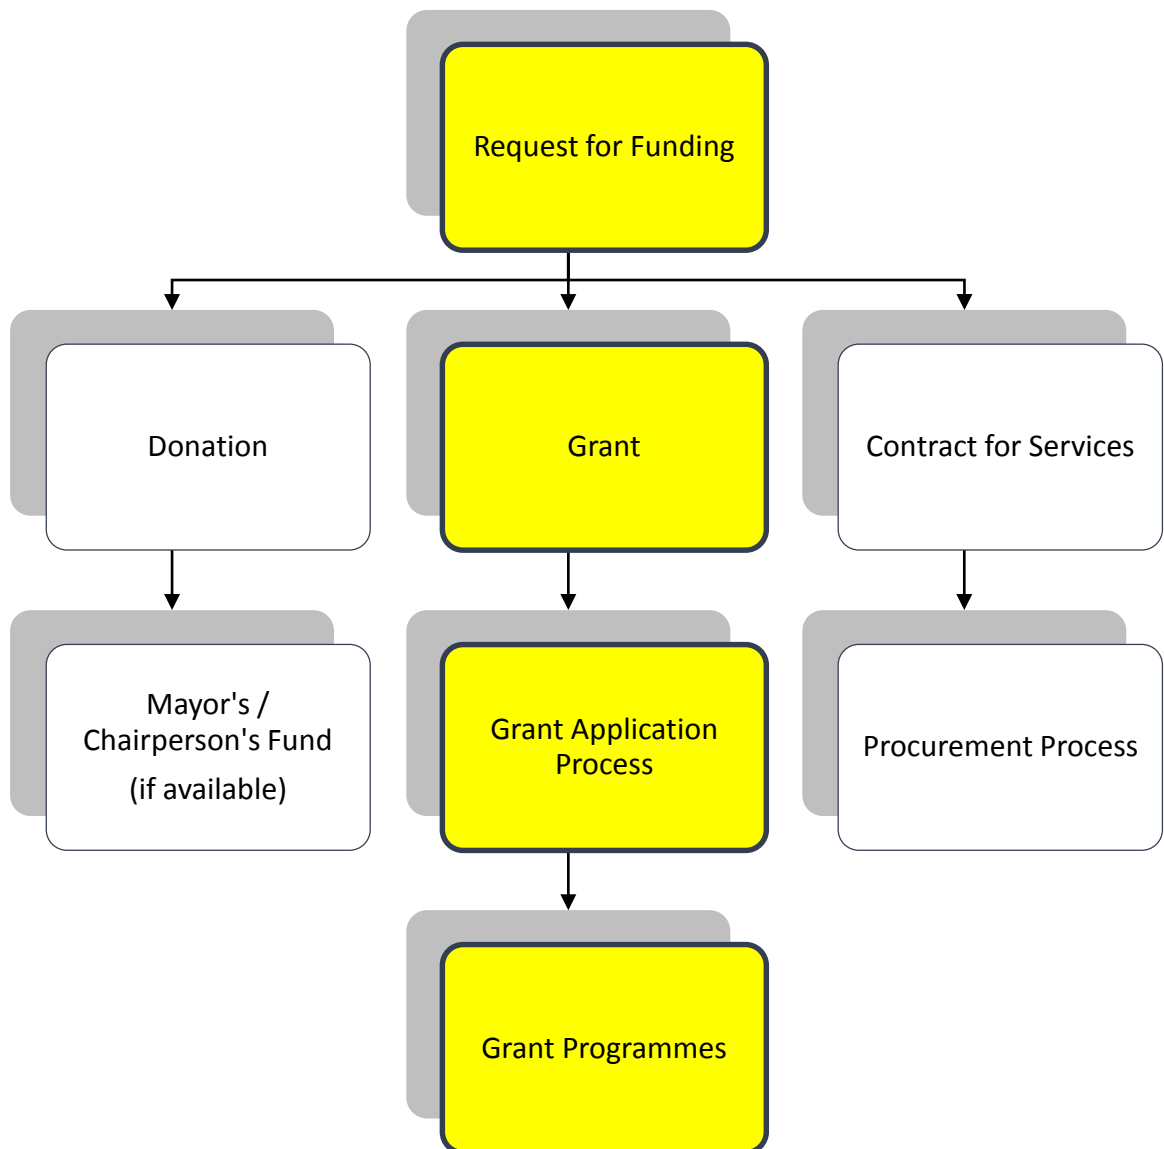 Request for Funding
Donation
Grant
Contract for Services
Mayor's /
Chairperson's Fund
(if available)
Grant Application
Process
Procurement Process
Grant Programmes